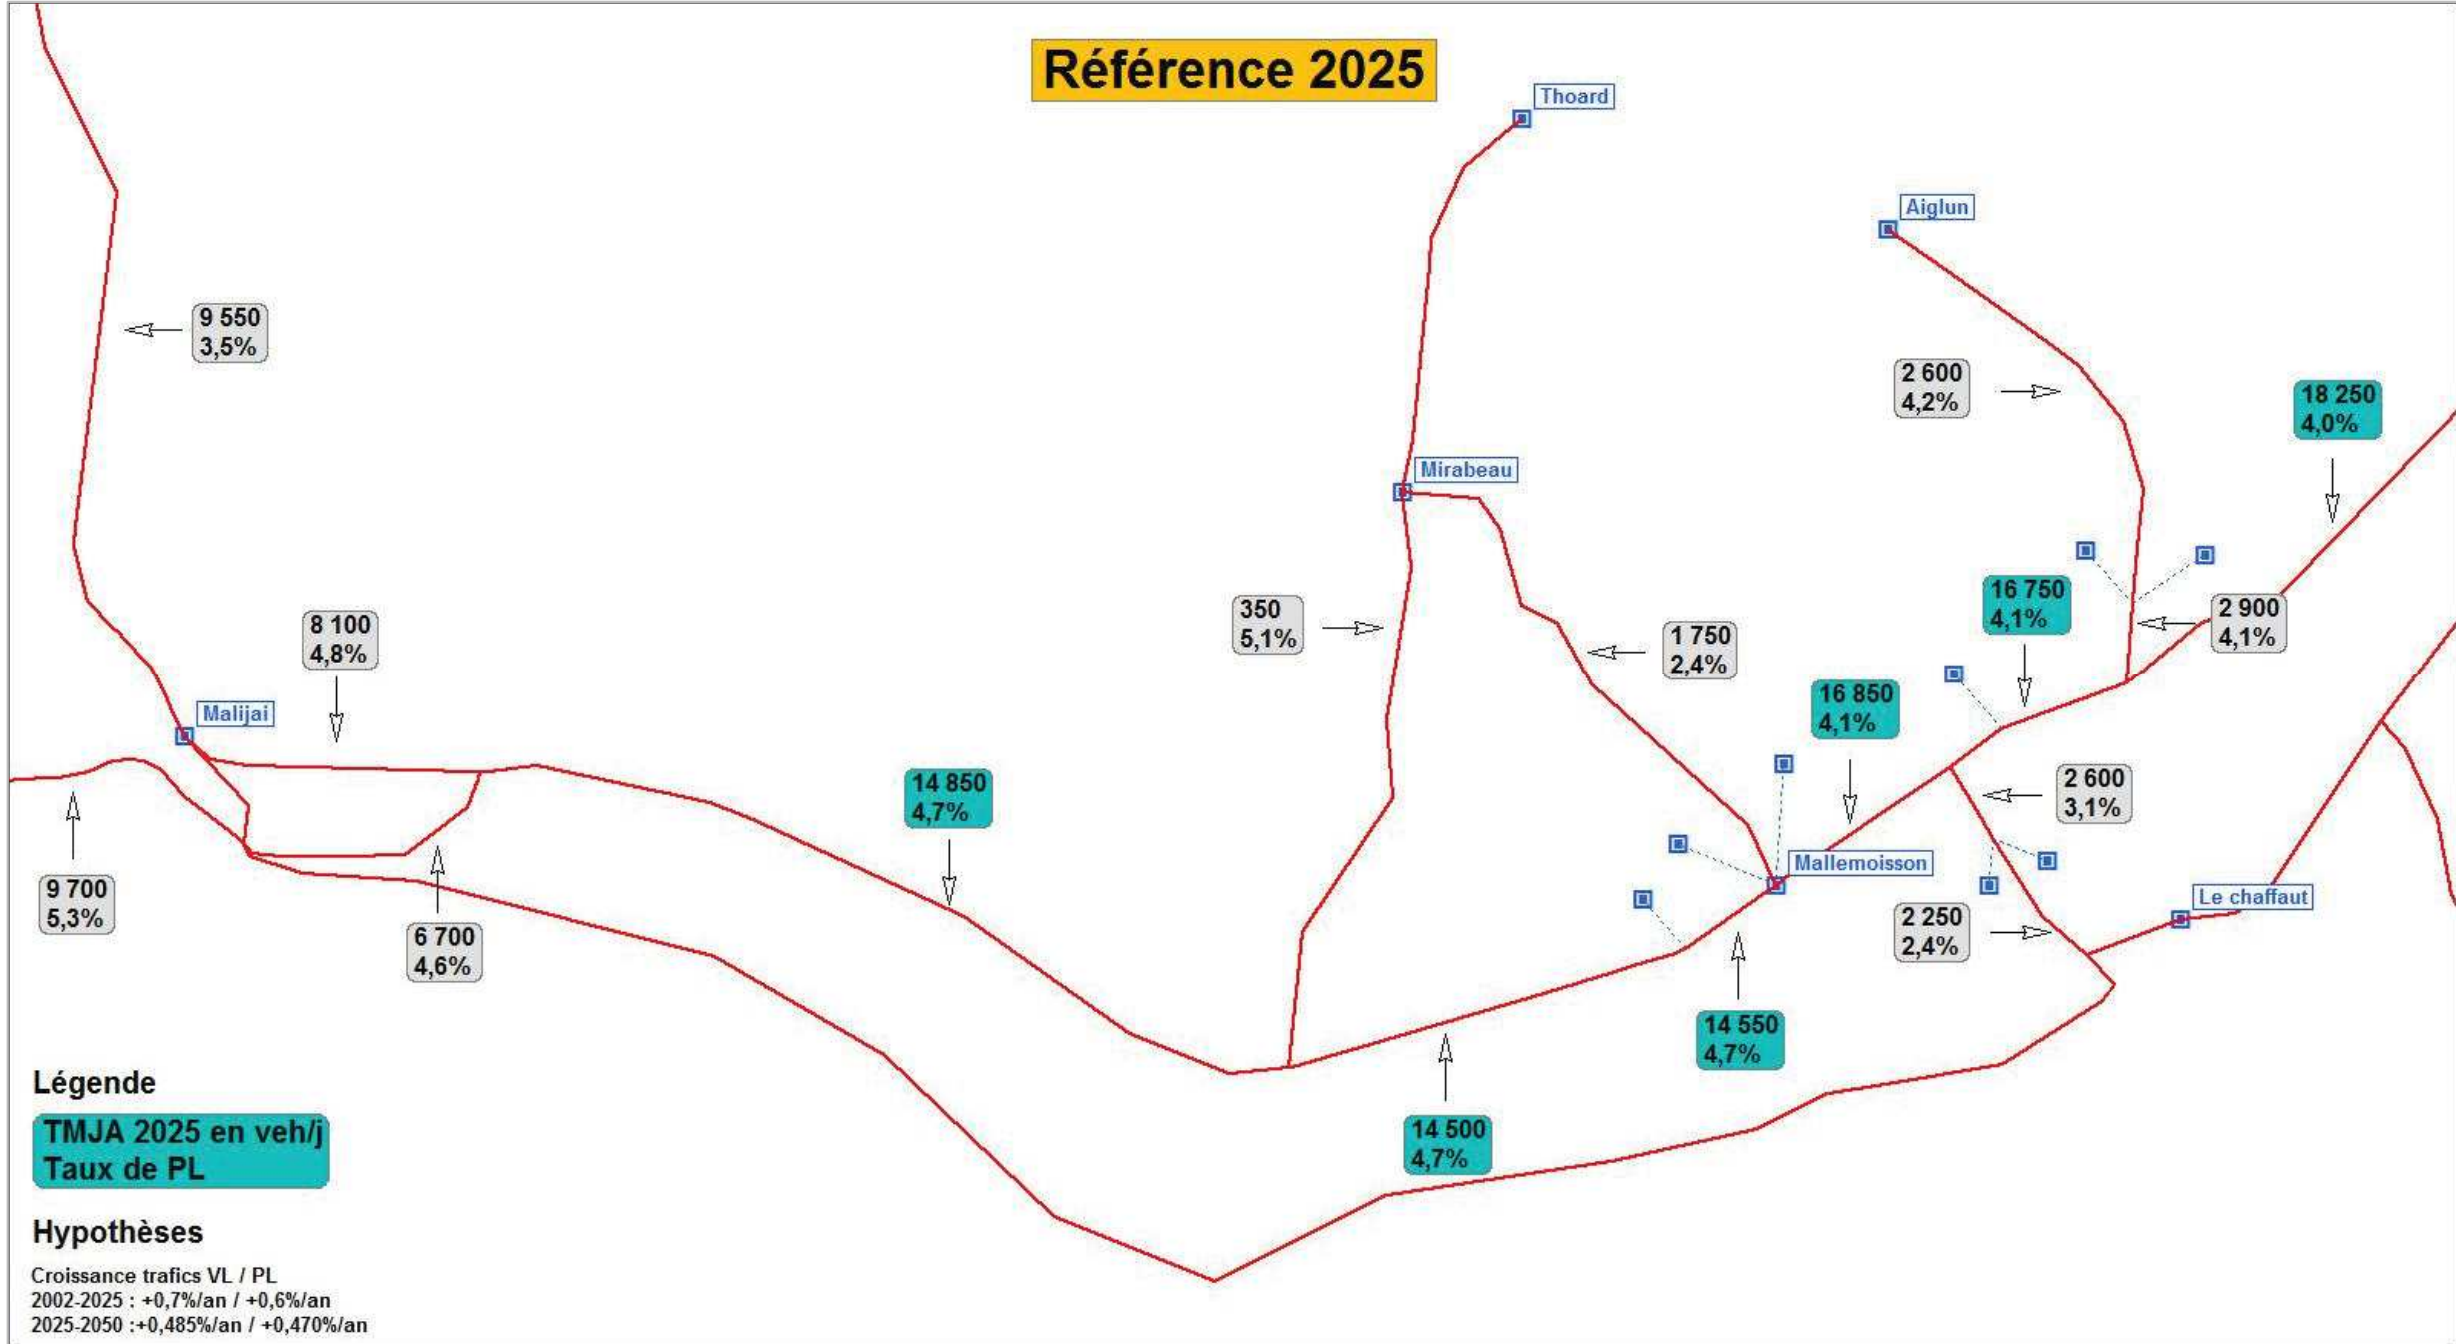 Référence 2025
Thoard
Aiglun
9 550
3,5%
2 600
4,2%
18 250
4,0%
Mirabeau
8 100
4,8%
350
5,1%
1 750
2,4%
16 750
4,1%
2 900
4,1%
Malijai
16 850
4,1%
14 850
4,7%
2 600
3,1%
Mallemoisson
9 700
5,3%
6 700
4,6%
2 250
2,4%
Le chaffaut
14 550
4,7%
14 500
4,7%
Légende
TMJA 2025 en veh/j
Taux de PL
Hypothèses
Croissance trafics VL / PL
2002-2025 : +0,7%/an / +0,6%/an
2025-2050 :+0,485%/an / +0,470%/an